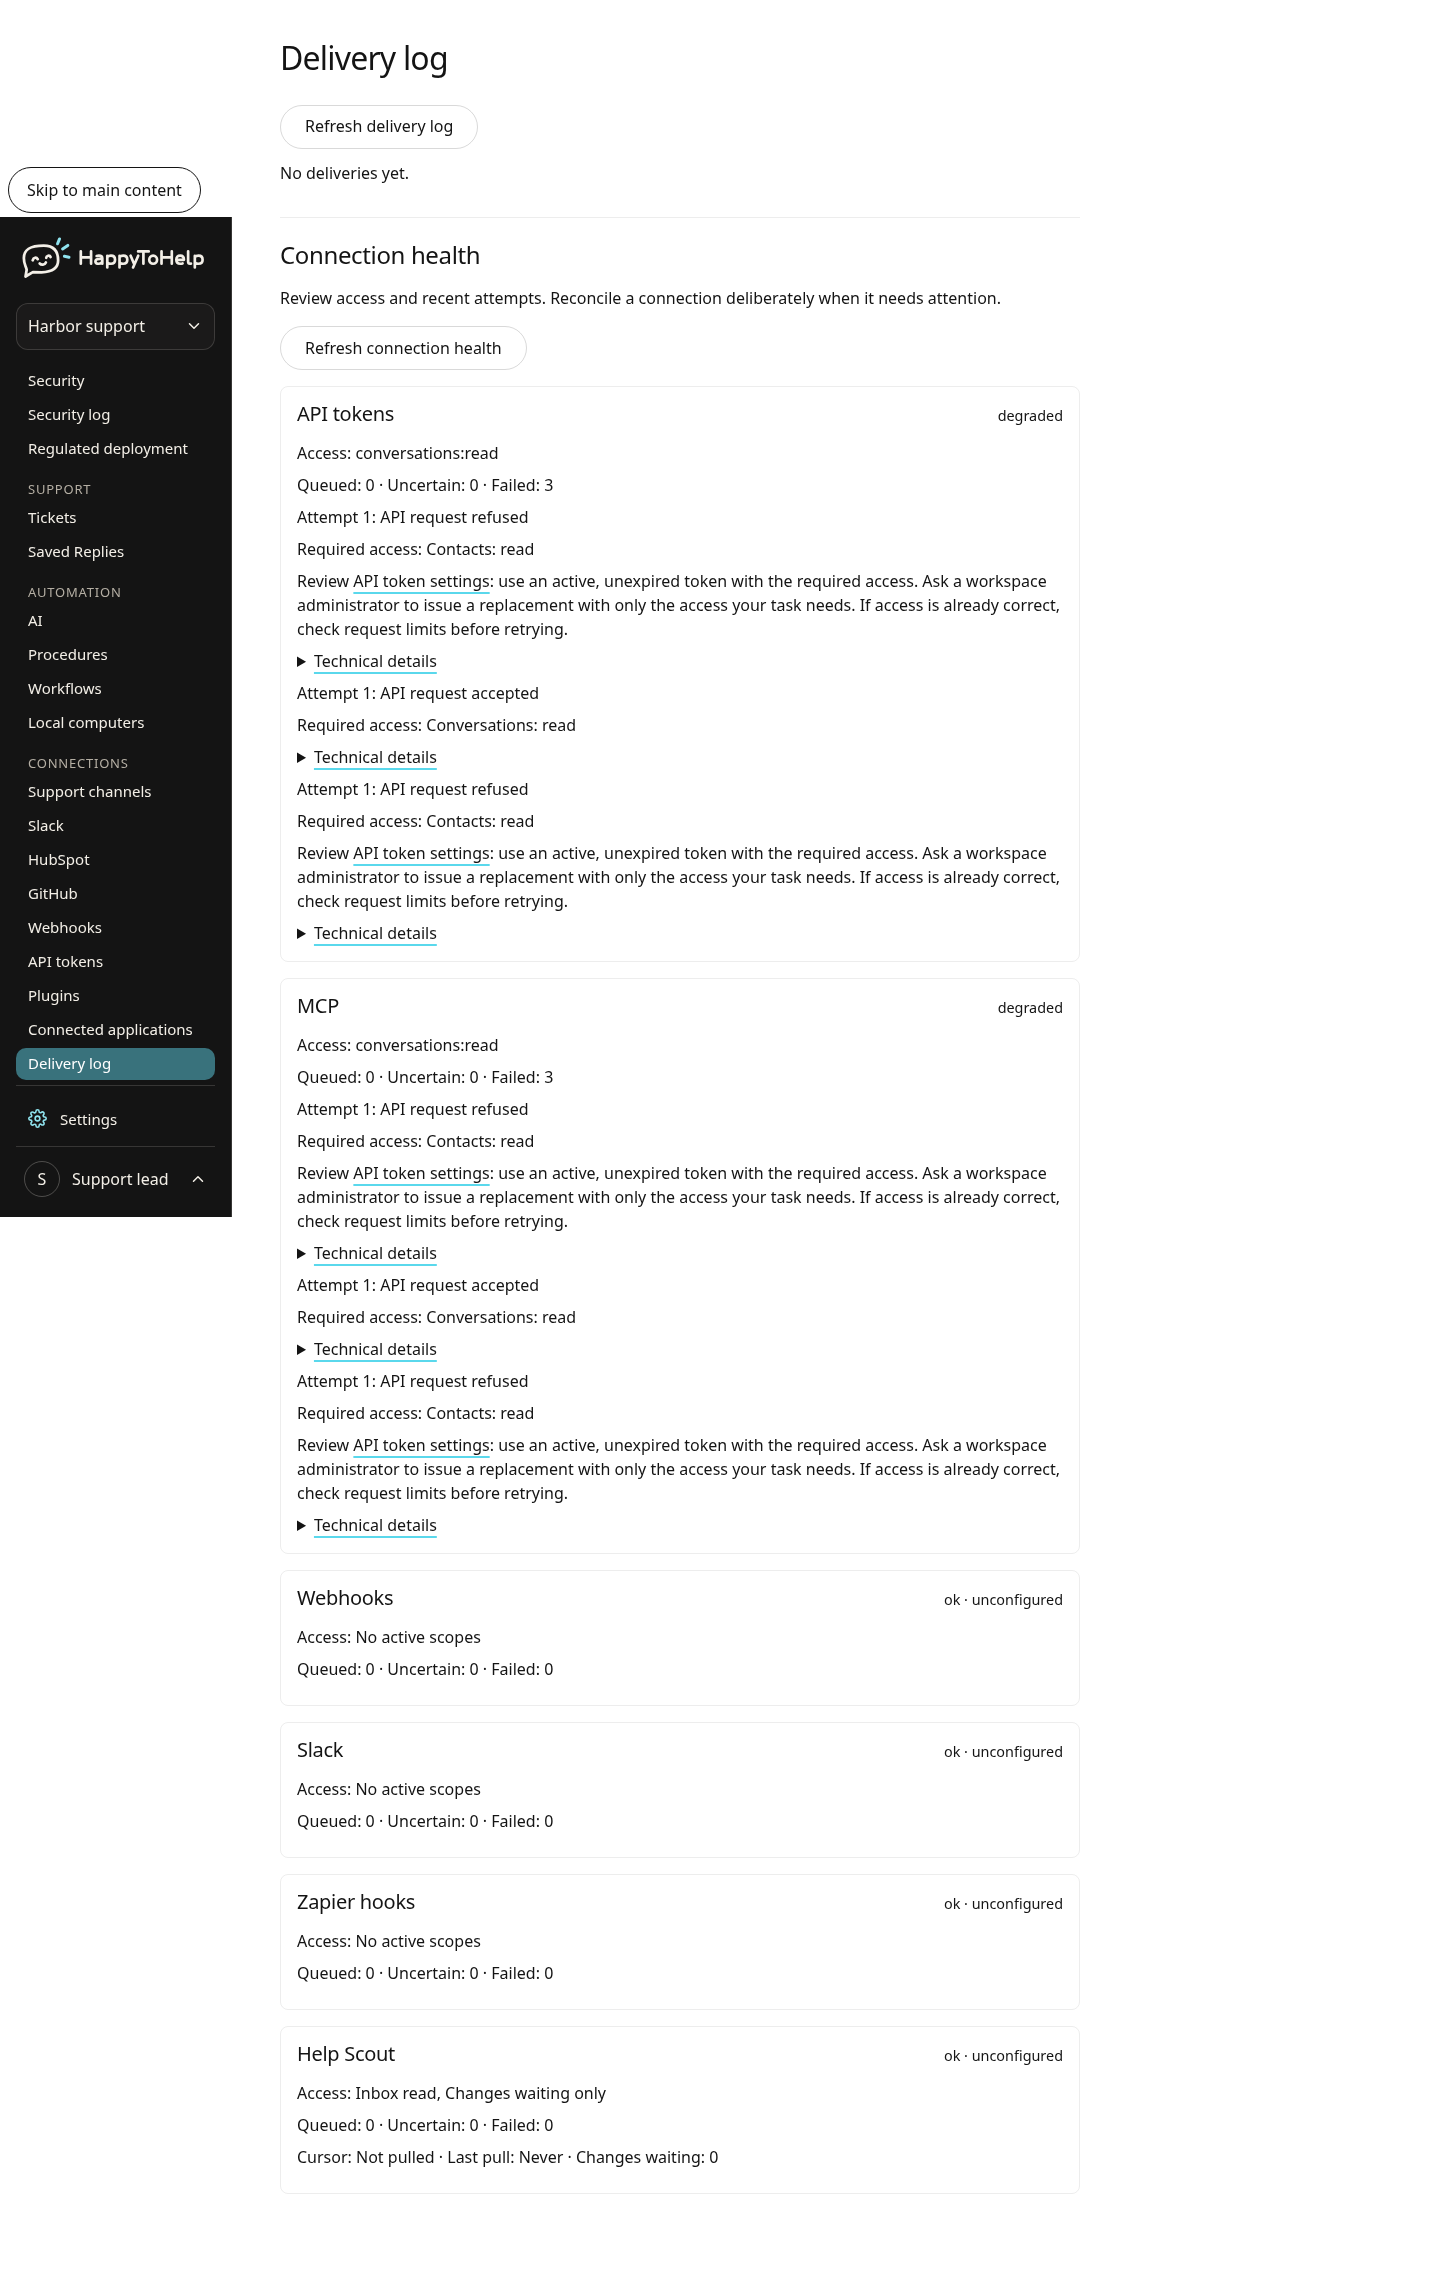 Skip to main content
HappyToHelp
Harbor support
Security
Security log
Regulated deployment
SUPPORT
Tickets
Saved Replies
AUTOMATION
AI
Procedures
Workflows
Local computers
CONNECTIONS
Support channels
Slack
HubSpot
GitHub
Webhooks
API tokens
Plugins
Connected applications
Delivery log
Settings
S Support lead
Delivery log
Refresh delivery log
No deliveries yet.
Connection health
Review access and recent attempts. Reconcile a connection deliberately when it needs attention.
Refresh connection health
API tokens degraded
Access: conversations:read
Queued: 0 · Uncertain: 0 · Failed: 3
Attempt 1: API request refused
Required access: Contacts: read
Review API token settings: use an active, unexpired token with the required access. Ask a workspace
administrator to issue a replacement with only the access your task needs. If access is already correct,
check request limits before retrying.
Technical details
Attempt 1: API request accepted
Required access: Conversations: read
Technical details
Attempt 1: API request refused
Required access: Contacts: read
Review API token settings: use an active, unexpired token with the required access. Ask a workspace
administrator to issue a replacement with only the access your task needs. If access is already correct,
check request limits before retrying.
Technical details
MCP degraded
Access: conversations:read
Queued: 0 · Uncertain: 0 · Failed: 3
Attempt 1: API request refused
Required access: Contacts: read
Review API token settings: use an active, unexpired token with the required access. Ask a workspace
administrator to issue a replacement with only the access your task needs. If access is already correct,
check request limits before retrying.
Technical details
Attempt 1: API request accepted
Required access: Conversations: read
Technical details
Attempt 1: API request refused
Required access: Contacts: read
Review API token settings: use an active, unexpired token with the required access. Ask a workspace
administrator to issue a replacement with only the access your task needs. If access is already correct,
check request limits before retrying.
Technical details
Webhooks ok · unconfigured
Access: No active scopes
Queued: 0 · Uncertain: 0 · Failed: 0
Slack ok · unconfigured
Access: No active scopes
Queued: 0 · Uncertain: 0 · Failed: 0
Zapier hooks ok · unconfigured
Access: No active scopes
Queued: 0 · Uncertain: 0 · Failed: 0
Help Scout ok · unconfigured
Access: Inbox read, Changes waiting only
Queued: 0 · Uncertain: 0 · Failed: 0
Cursor: Not pulled · Last pull: Never · Changes waiting: 0